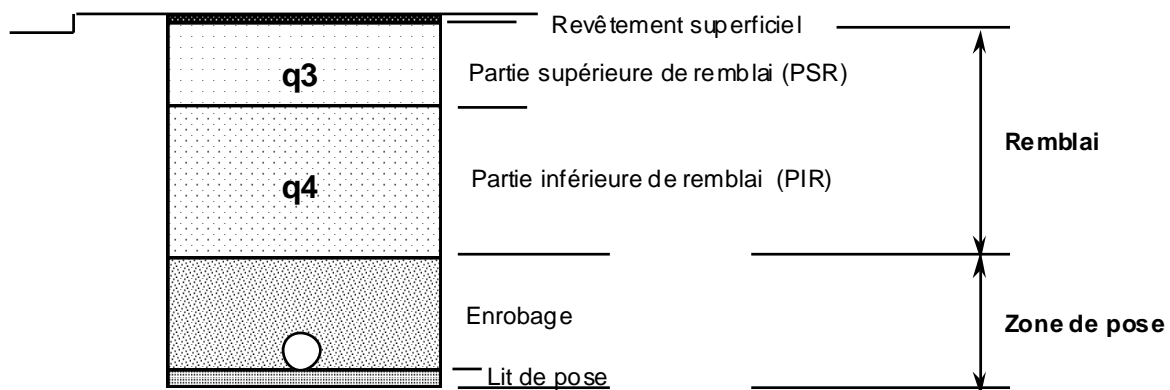 Revêtement superficiel
q3
Partie supérieure de remblai (PSR)
Remblai
q4
Partie inférieure de remblai (PIR)
Enrobage
Zone de pose
Lit de pose